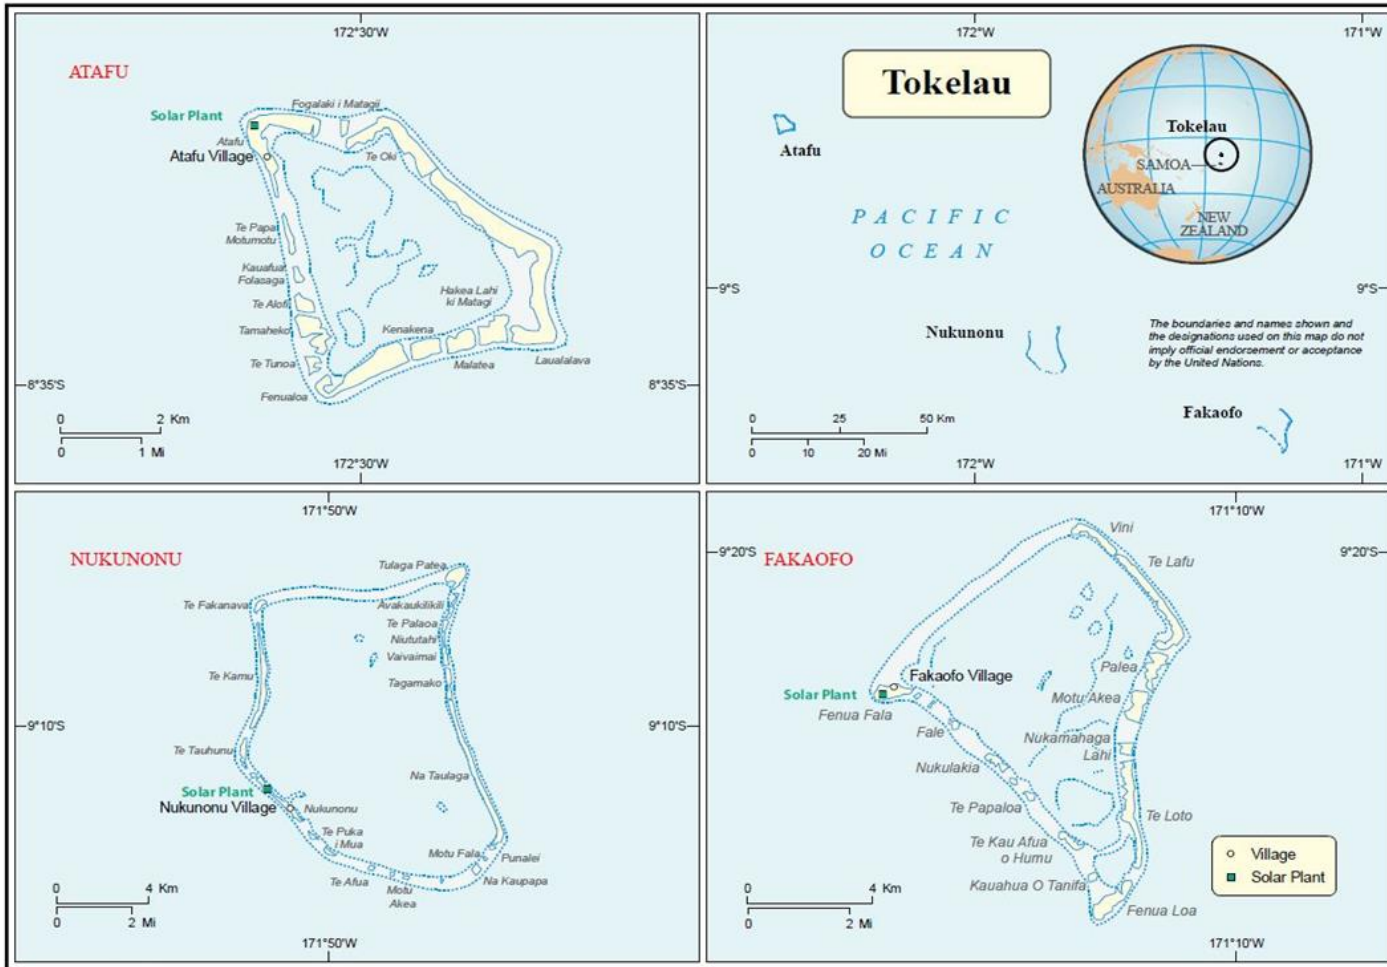 172°30'W
ATAFU
Fogalaki i Matagii
Solar Plant
Atafu
Atafu Village
Te Oki
Te Papa
Motumotu
Kauafua
Folasaga
Te Alofi
Tamaheko
Te Tunoa
Fenualoa
Hakea Lahi
ki Matagi
Kenakena
Malatea
Laualalava
8°35'S
8°35'S
0 2 Km
0 1 Mi
172°30'W
172°W
171°W
Tokelau
Atafu
PACIFIC
OCEAN
Tokelau
SAMOA
AUSTRALIA
NEW
ZEALAND
9°S
9°S
Nukunonu
The boundaries and names shown and
the designations used on this map do not
imply official endorsement or acceptance
by the United Nations.
Fakaofo
0 25 50 Km
0 10 20 Mi
172°W
171°W
171°50'W
NUKUNONU
Tulaga Patea
Te Fakanava
Avakaukilikili
Te Palaoa
Niututahi
Vaivaimai
Te Kamu
Tagamako
9°10'S
9°10'S
Te Tauhunu
Na Taulaga
Solar Plant
Nukunonu Village
Nukunonu
Te Puka
i Mua
Motu Fala
Punalei
Te Afua
Motu
Akea
Na Kaupapa
0 4 Km
0 2 Mi
171°50'W
171°10'W
9°20'S
9°20'S
FAKAOFO
Vini
Te Lafu
Palea
Fakaofo Village
Solar Plant
Fenua Fala
Motu Akea
Fale
Nukamahaga
Lahi
Nukulakia
Te Papaloa
Te Loto
Te Kau Afua
o Humu
Kauahua O Tanifa
Fenua Loa
Village
Solar Plant
0 4 Km
0 2 Mi
171°10'W